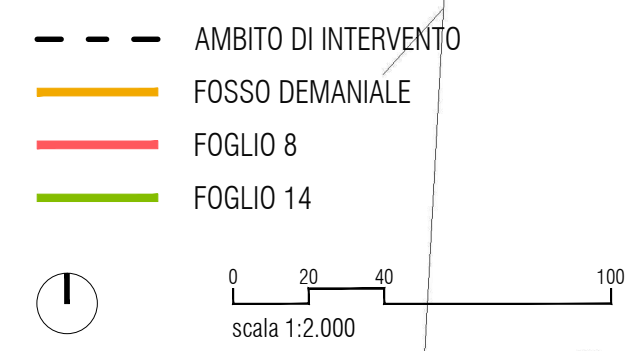 AMBITO DI INTERVENTO
FOSSO DEMANIALE
FOGLIO 8
FOGLIO 14
0 20 40 100
scala 1:2.000